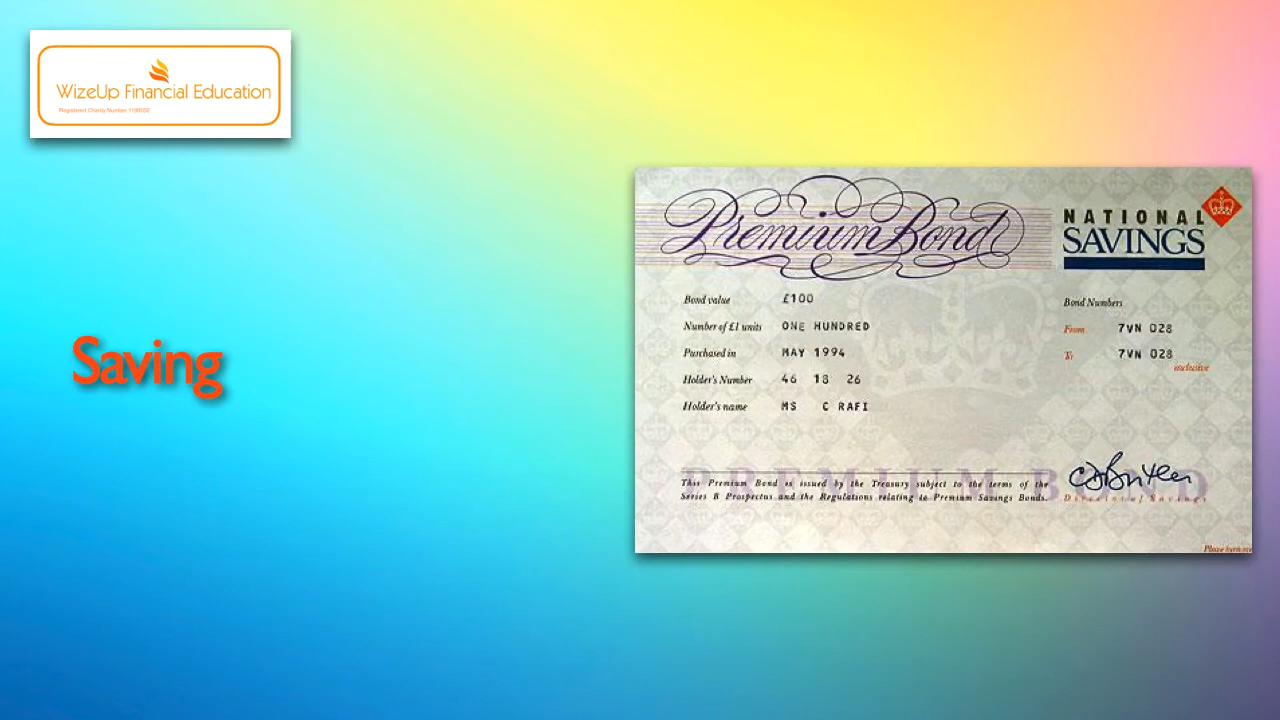 WizeUp Financial Education
Saving
Premium Bond
NATIONAL
SAVINGS
Bond value £100
Number of £1 units ONE HUNDRED
Purchased in MAY 1994
Holder's Number 46 18 26
Holder's name MS C RAFI
Bond Numbers
From 7VN 028
To 7VN 028
inclusive
PREMIUM BOND
This Premium Bond is issued by the Treasury subject to the terms of the
Series B Prospectus and the Regulations relating to Premium Savings Bonds.
Director of Savings
Please turn over